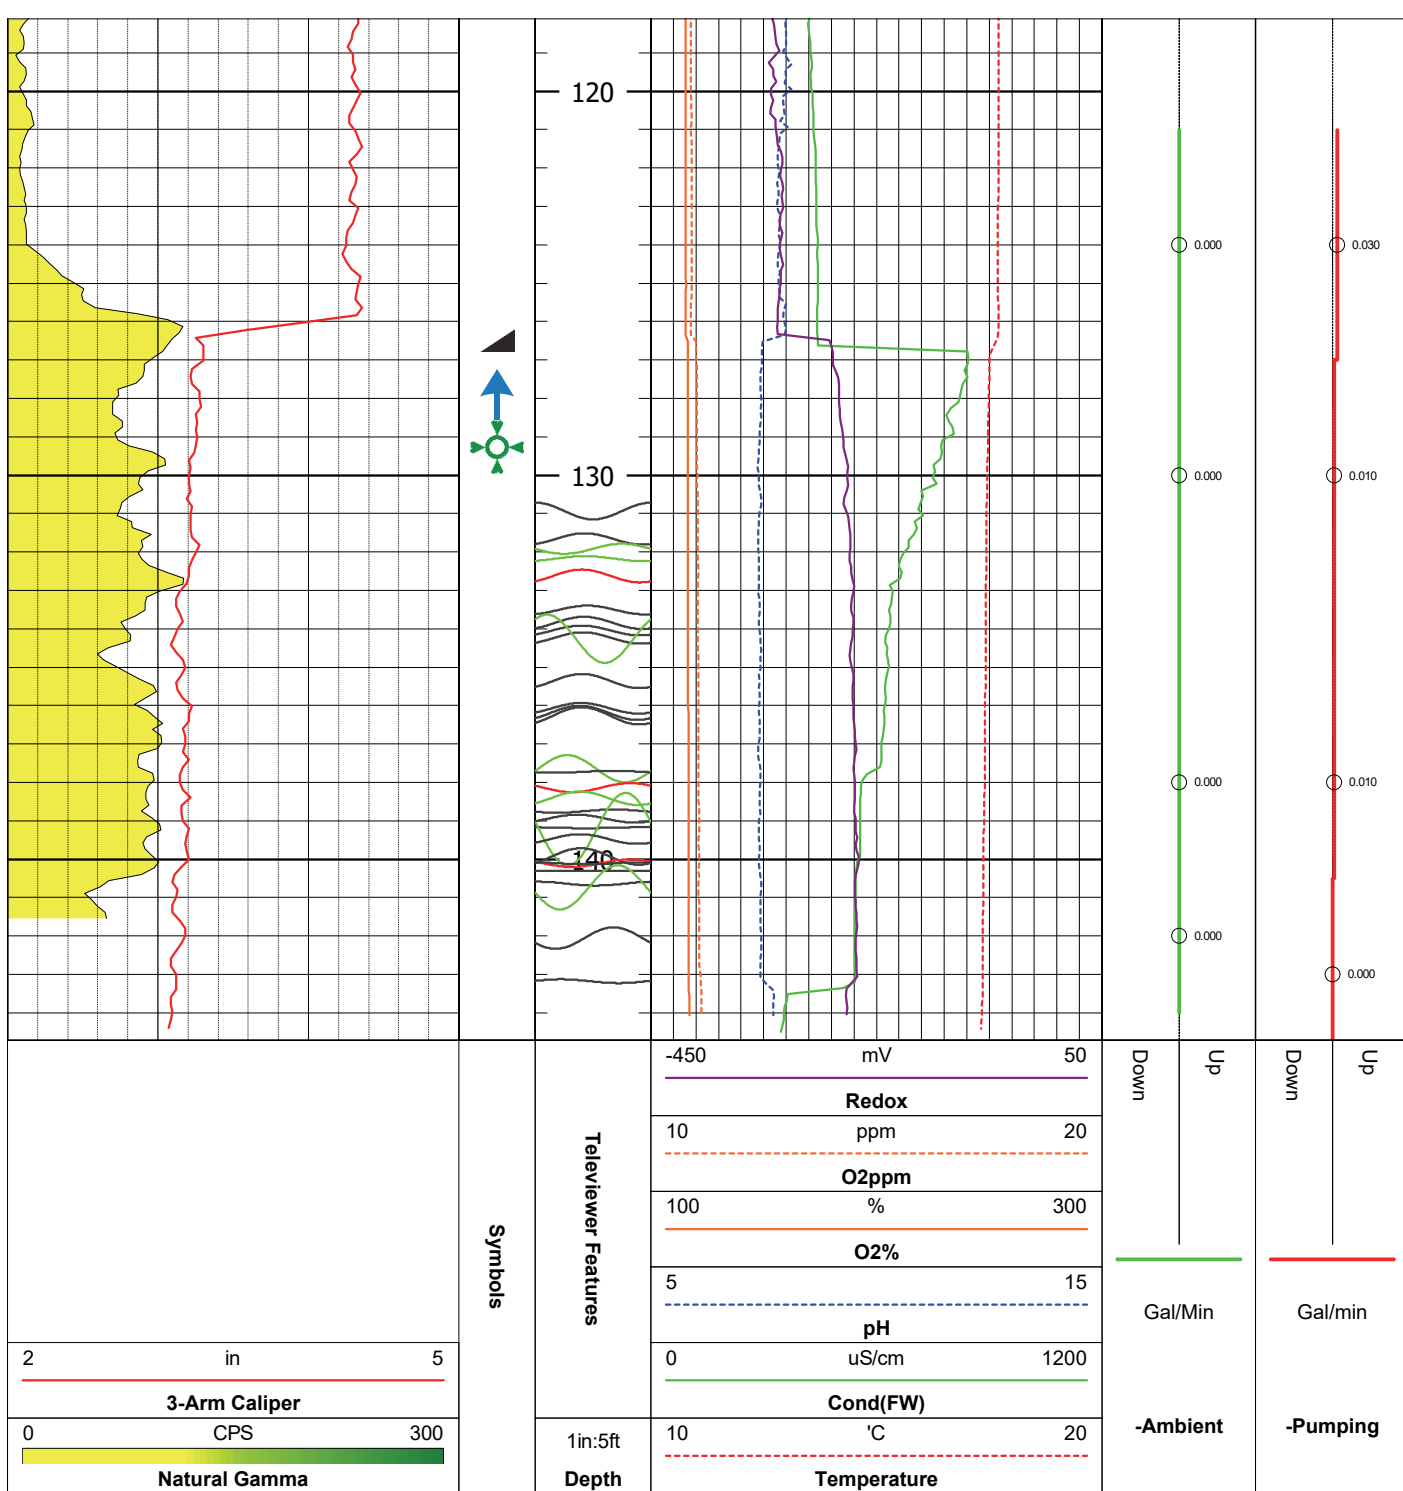 120
130
140
0.000
0.030
0.000
0.010
0.000
0.010
0.000
0.000
2 in 5
3-Arm Caliper
0 CPS 300
Natural Gamma
Symbols
Televiewer Features
1in:5ft
Depth
-450 mV 50
Redox
10 ppm 20
O2ppm
100 % 300
O2%
5 15
pH
0 uS/cm 1200
Cond(FW)
10 'C 20
Temperature
Down Up
Gal/Min
-Ambient
Down Up
Gal/min
-Pumping